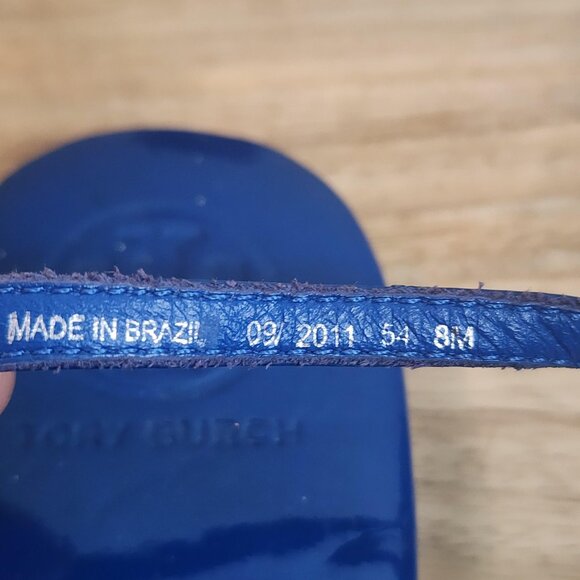 MADE IN BRAZIL 09/ 2011 54 8M
TORY BURCH